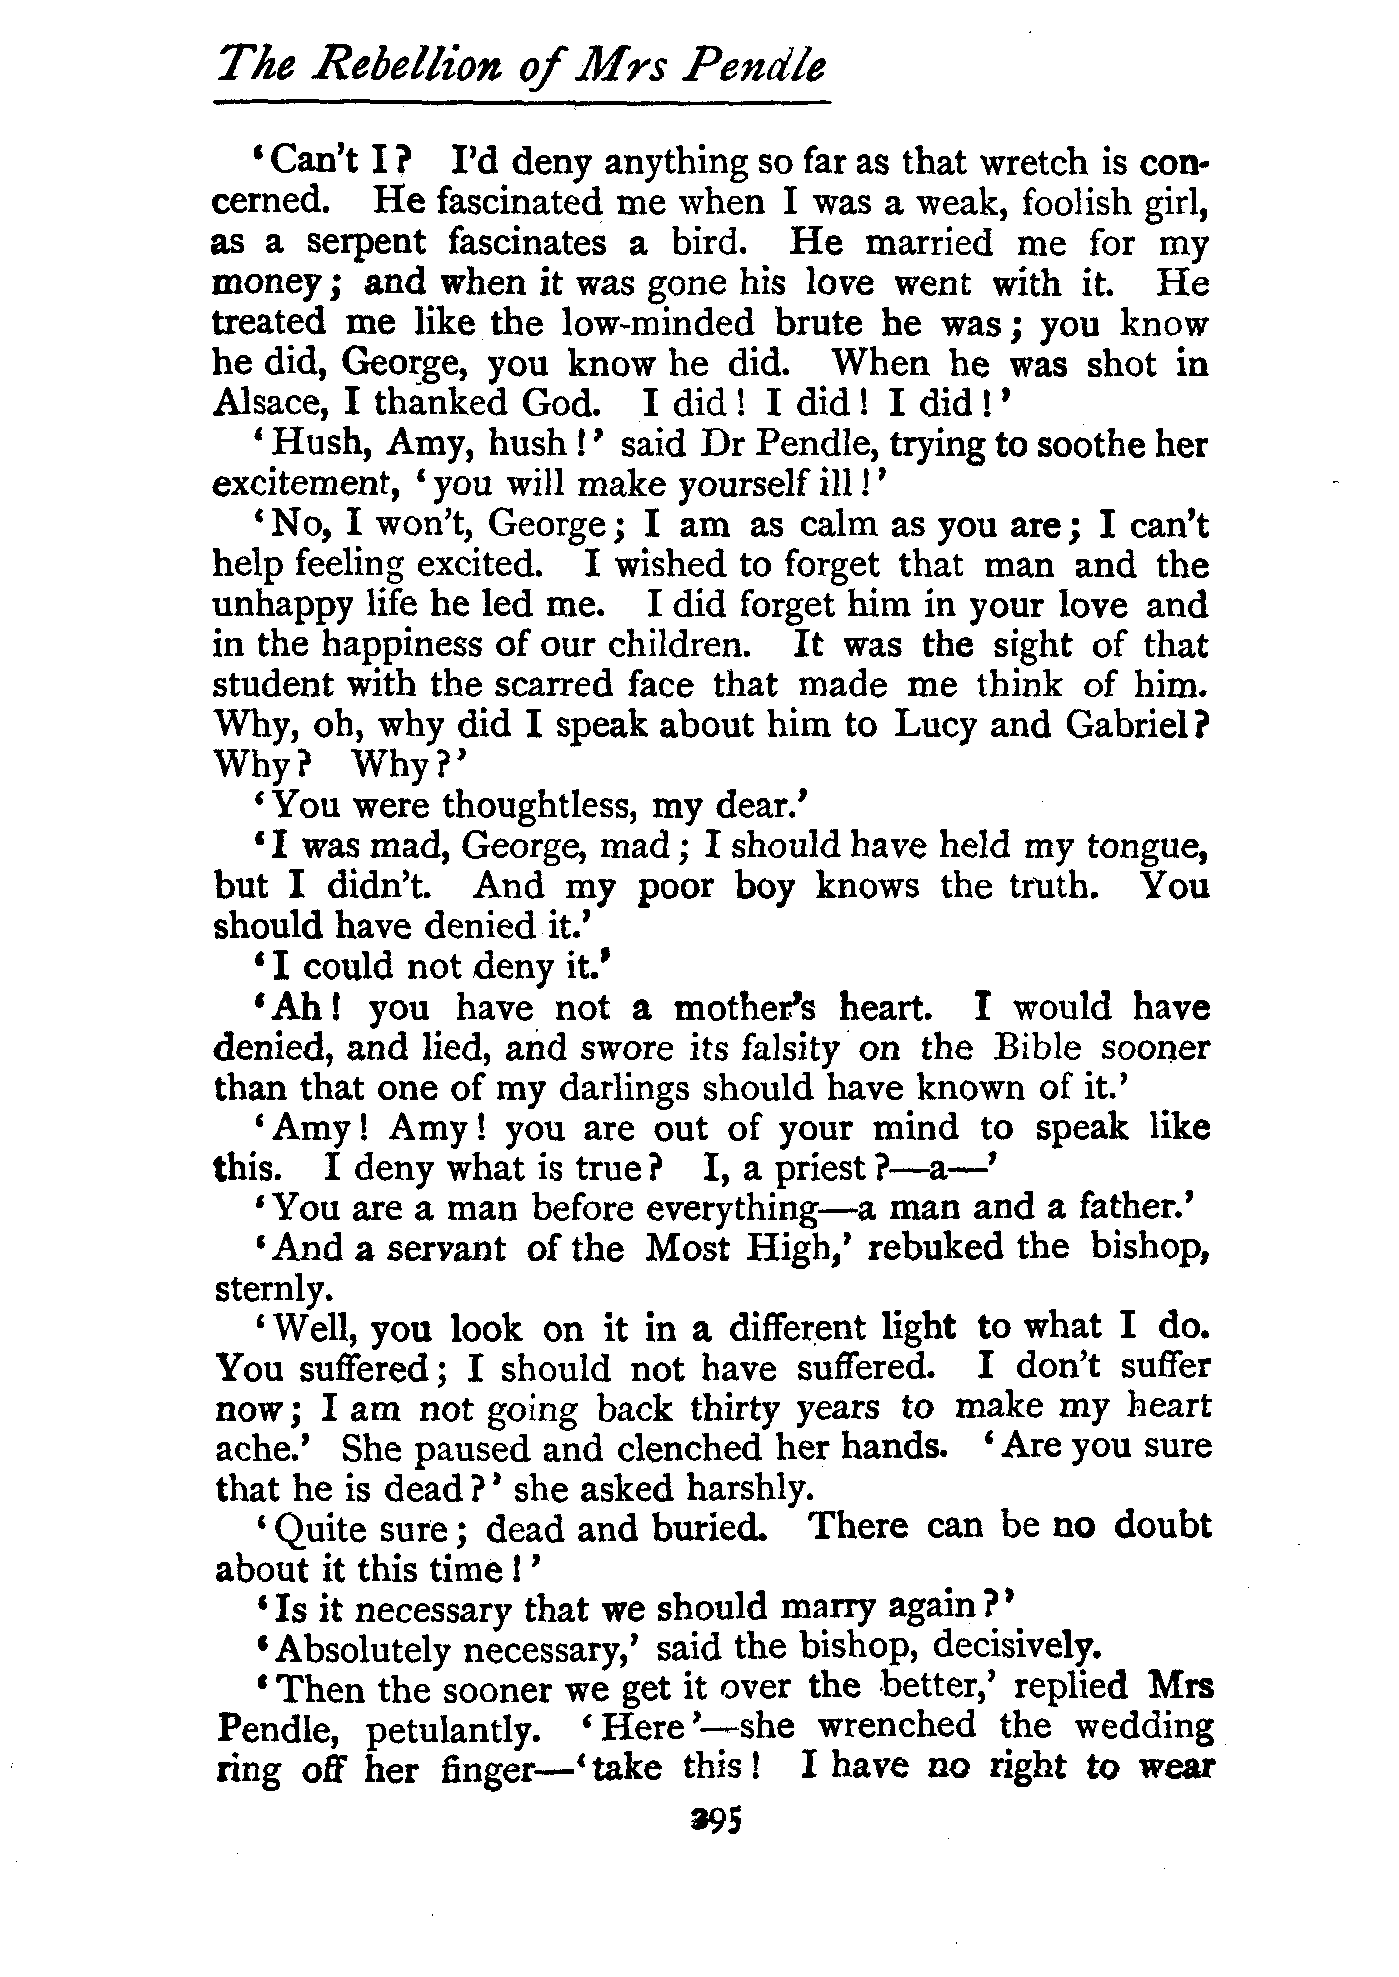 The Rebellion of Mrs Pendle
'Can't I? I'd deny anything so far as that wretch is con-
cerned. He fascinated me when I was a weak, foolish girl,
as a serpent fascinates a bird. He married me for my
money; and when it was gone his love went with it. He
treated me like the low-minded brute he was; you know
he did, George, you know he did. When he was shot in
Alsace, I thanked God. I did! I did! I did!'
'Hush, Amy, hush!' said Dr Pendle, trying to soothe her
excitement, 'you will make yourself ill!'
'No, I won't, George; I am as calm as you are; I can't
help feeling excited. I wished to forget that man and the
unhappy life he led me. I did forget him in your love and
in the happiness of our children. It was the sight of that
student with the scarred face that made me think of him.
Why, oh, why did I speak about him to Lucy and Gabriel?
Why? Why?'
'You were thoughtless, my dear.'
'I was mad, George, mad; I should have held my tongue,
but I didn't. And my poor boy knows the truth. You
should have denied it.'
'I could not deny it.'
'Ah! you have not a mother's heart. I would have
denied, and lied, and swore its falsity on the Bible sooner
than that one of my darlings should have known of it.'
'Amy! Amy! you are out of your mind to speak like
this. I deny what is true? I, a priest?—a—'
'You are a man before everything—a man and a father.'
'And a servant of the Most High,' rebuked the bishop,
sternly.
'Well, you look on it in a different light to what I do.
You suffered; I should not have suffered. I don't suffer
now; I am not going back thirty years to make my heart
ache.' She paused and clenched her hands. 'Are you sure
that he is dead?' she asked harshly.
'Quite sure; dead and buried. There can be no doubt
about it this time!'
'Is it necessary that we should marry again?'
'Absolutely necessary,' said the bishop, decisively.
'Then the sooner we get it over the better,' replied Mrs
Pendle, petulantly. 'Here'—she wrenched the wedding
ring off her finger—'take this! I have no right to wear
395